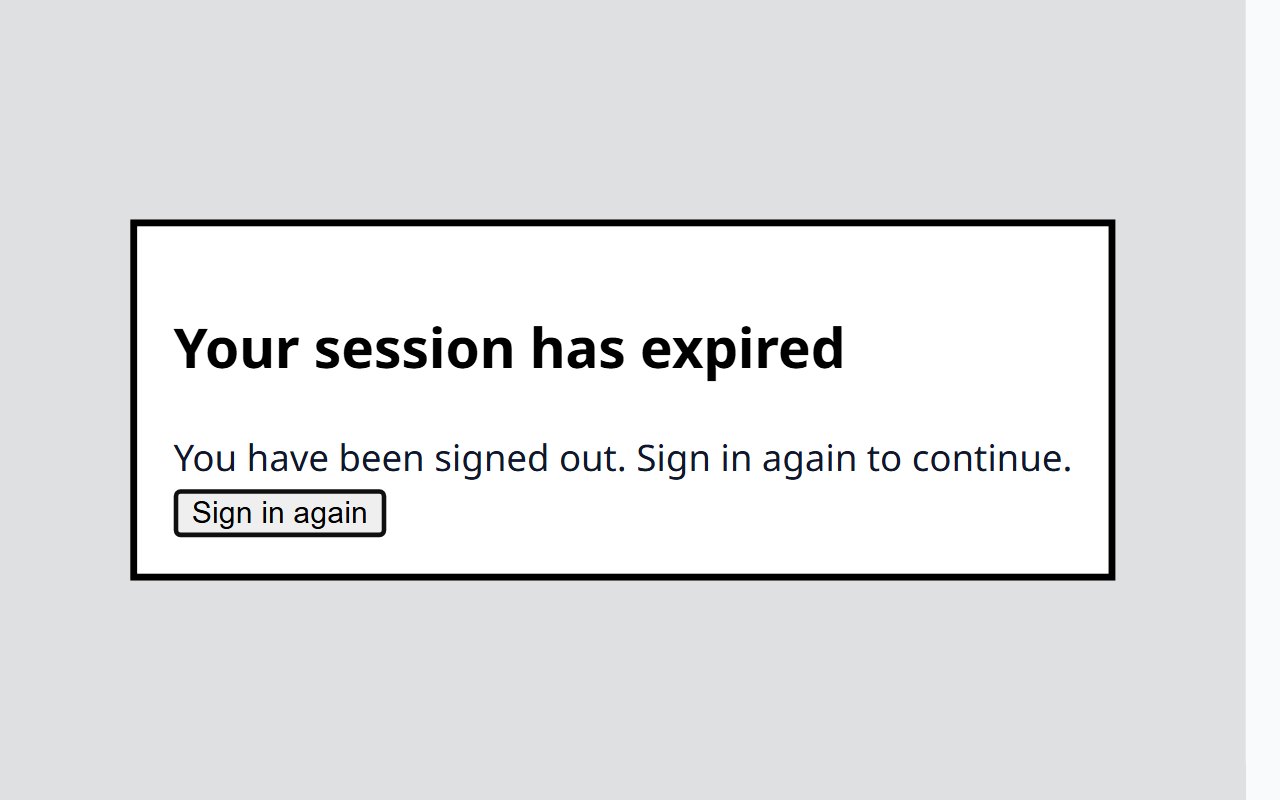 Your session has expired
You have been signed out. Sign in again to continue.
Sign in again